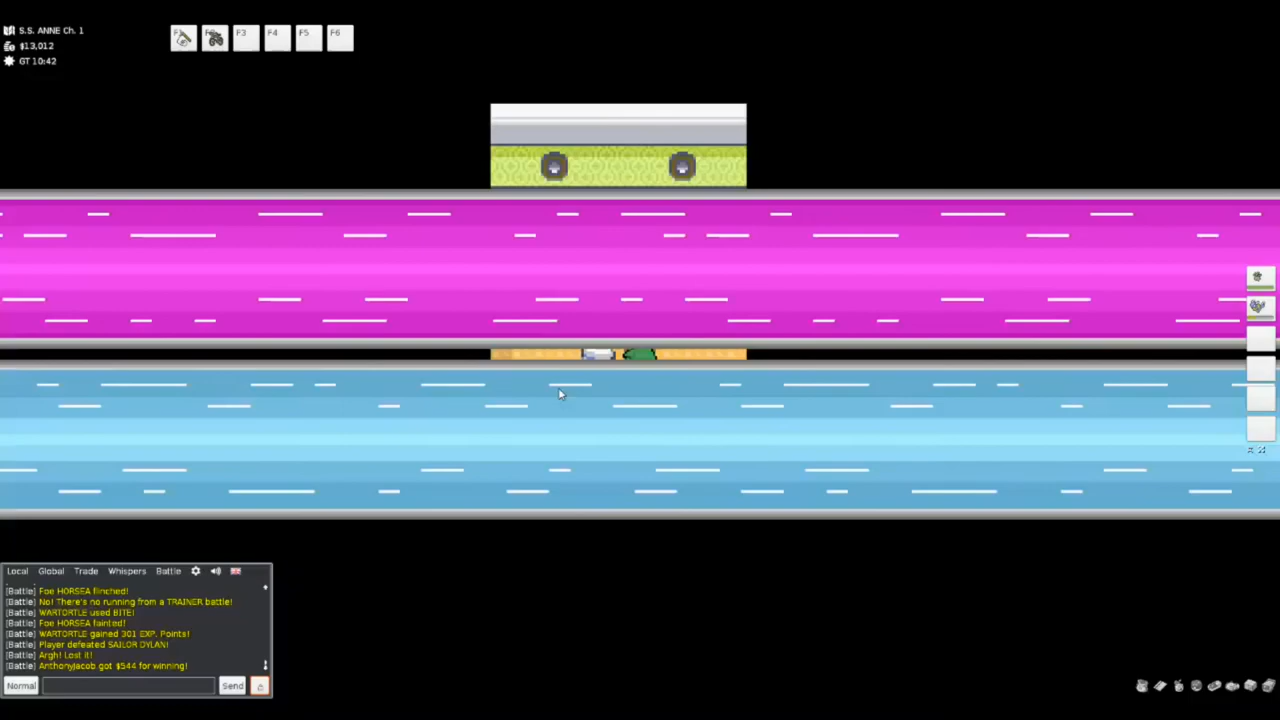 S.S. ANNE Ch. 1
$13,012
GT 10:42
F1 F2 F3 F4 F5 F6
Local Global Trade Whispers Battle
[Battle] Foe HORSEA flinched!
[Battle] No! There's no running from a TRAINER battle!
[Battle] WARTORTLE used BITE!
[Battle] Foe HORSEA fainted!
[Battle] WARTORTLE gained 301 EXP. Points!
[Battle] Player defeated SAILOR DYLAN!
[Battle] Argh! Lost it!
[Battle] AnthonyJacob got $544 for winning!
Normal Send